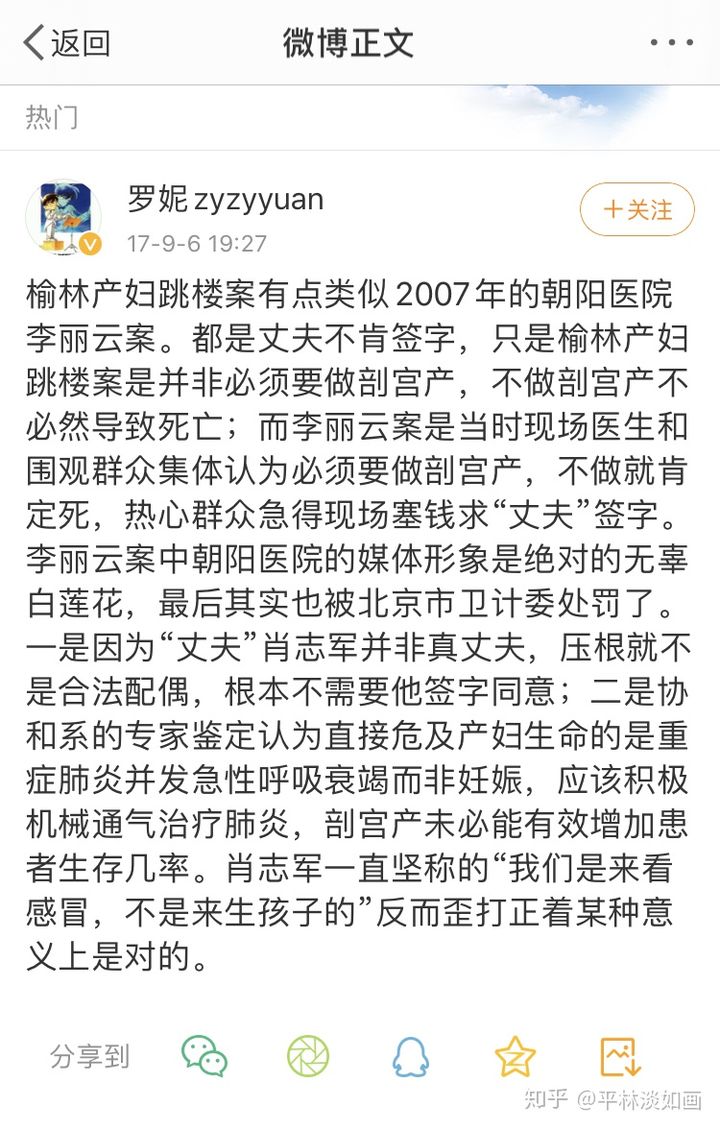 返回
微博正文
热门
罗妮zyzyyuan
+关注
17-9-6 19:27
榆林产妇跳楼案有点类似2007年的朝阳医院
李丽云案。都是丈夫不肯签字，只是榆林产妇
跳楼案是并非必须要做剖宫产，不做剖宫产不
必然导致死亡；而李丽云案是当时现场医生和
围观群众集体认为必须要做剖宫产，不做就肯
定死，热心群众急得现场塞钱求“丈夫”签字。
李丽云案中朝阳医院的媒体形象是绝对的无辜
白莲花，最后其实也被北京市卫计委处罚了。
一是因为“丈夫”肖志军并非真丈夫，压根就不
是合法配偶，根本不需要他签字同意；二是协
和系的专家鉴定认为直接危及产妇生命的是重
症肺炎并发急性呼吸衰竭而非妊娠，应该积极
机械通气治疗肺炎，剖宫产未必能有效增加患
者生存几率。肖志军一直坚称的“我们是来看
感冒，不是来生孩子的”反而歪打正着某种意
义上是对的。
分享到
知乎 @平林淡如画